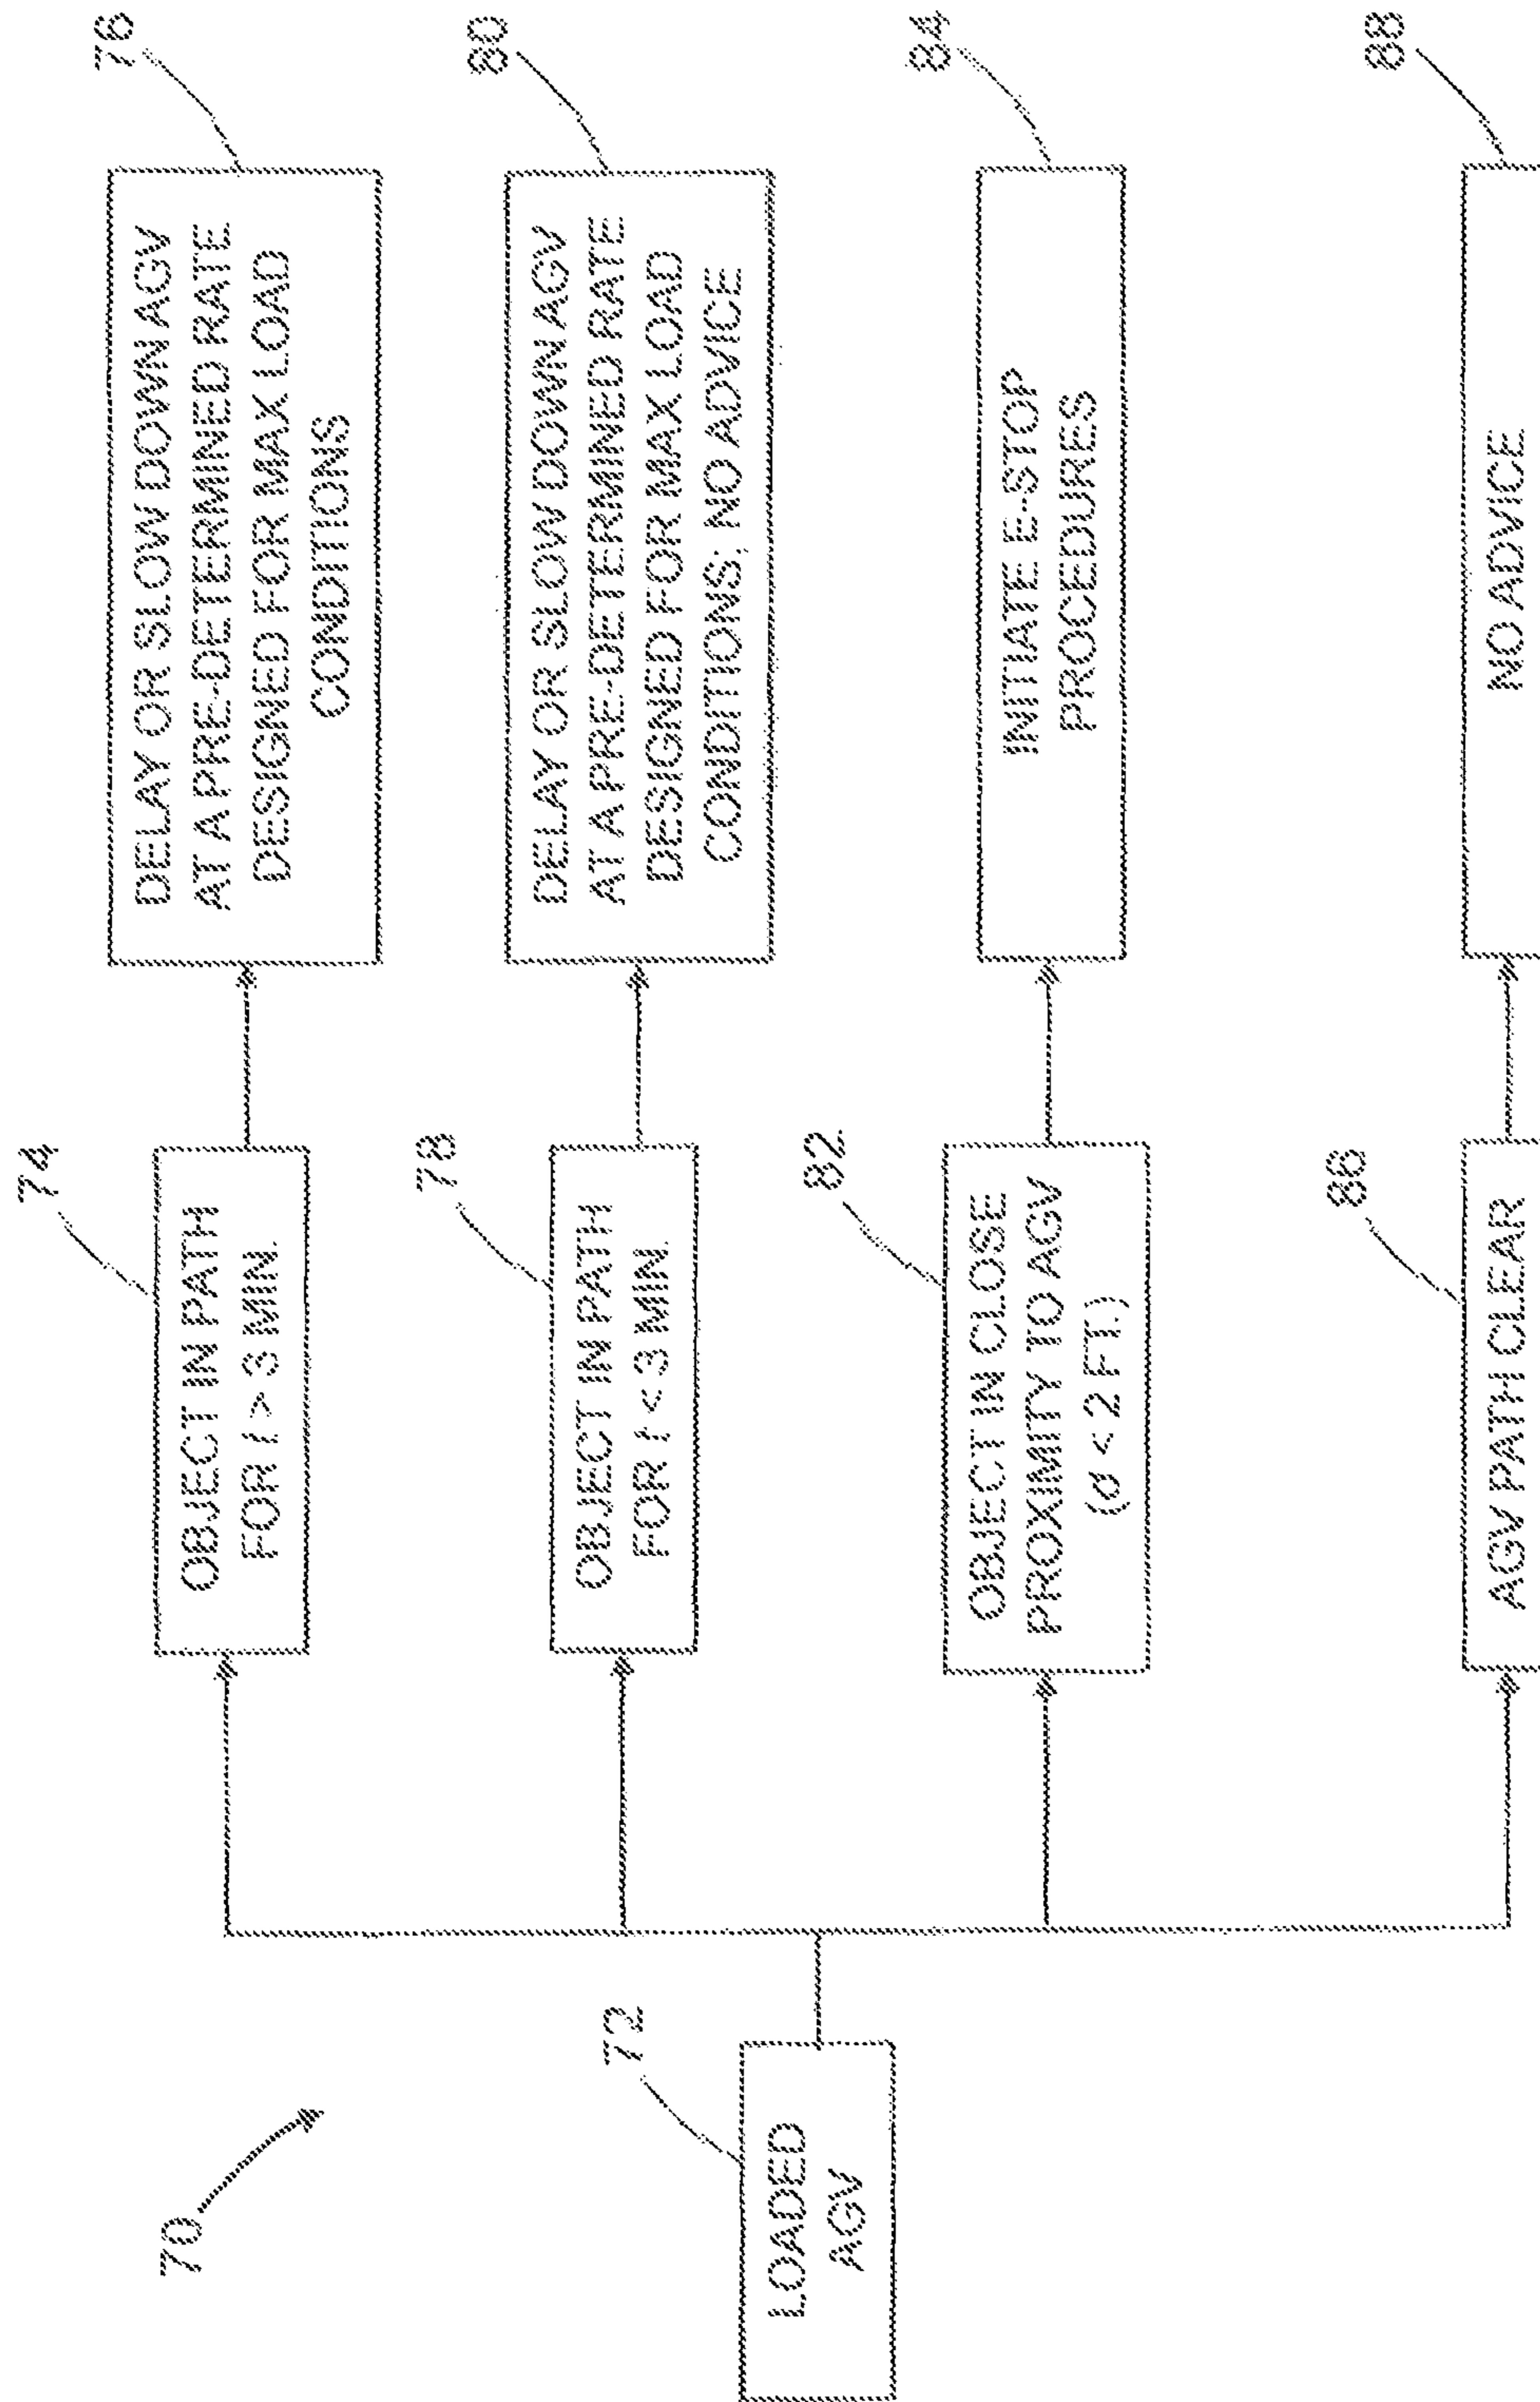 70
72
LOADED
AGV
74
OBJECT IN PATH
FOR t > 3 MIN.
76
DELAY OR SLOW DOWN AGV
AT A PRE-DETERMINED RATE
DESIGNED FOR MAX LOAD
CONDITIONS
78
OBJECT IN PATH
FOR t < 3 MIN.
80
DELAY OR SLOW DOWN AGV
AT A PRE-DETERMINED RATE
DESIGNED FOR MAX LOAD
CONDITIONS; NO ADVICE
82
OBJECT IN CLOSE
PROXIMITY TO AGV
(d < 2 FT.)
84
INITIATE E-STOP
PROCEDURES
86
AGV PATH CLEAR
88
NO ADVICE